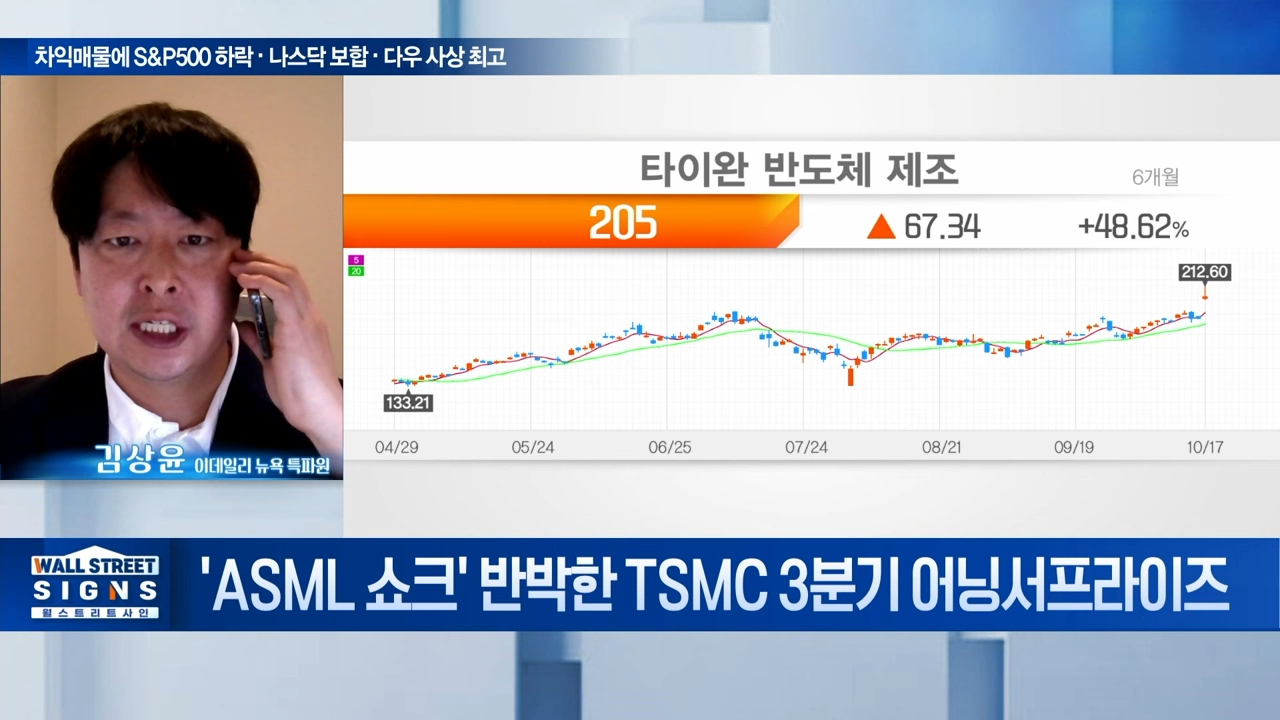 차익매물에 S&P500 하락· 나스닥 보합· 다우 사상 최고
타이완 반도체 제조
6개월
205
▲ 67.34
+48.62%
5
20
212.60
133.21
04/29 05/24 06/25 07/24 08/21 09/19 10/17
김상윤 이데일리 뉴욕 특파원
WALL STREET
SIGNS
월스트리트사인
'ASML 쇼크' 반박한 TSMC 3분기 어닝서프라이즈